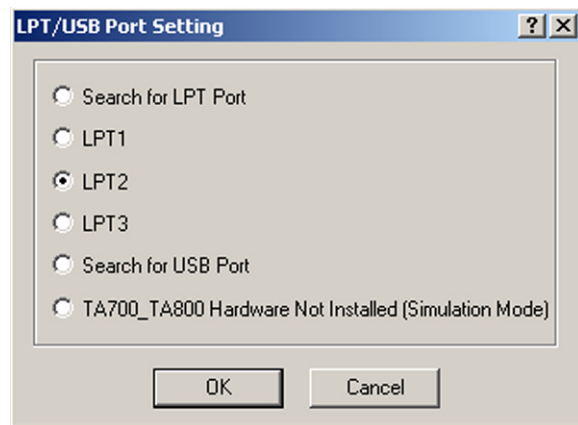 LPT/USB Port Setting
Search for LPT Port
LPT1
LPT2
LPT3
Search for USB Port
TA700_TA800 Hardware Not Installed (Simulation Mode)
OK Cancel